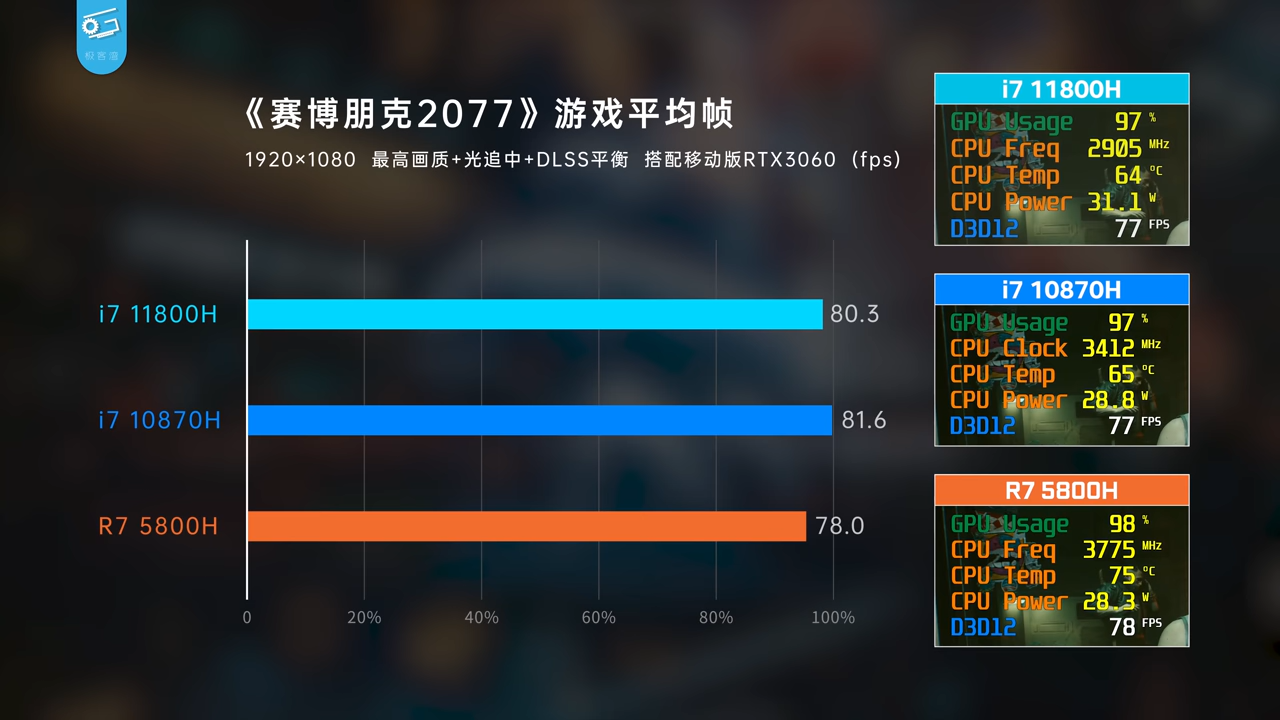 极客湾
《赛博朋克2077》游戏平均帧
1920×1080 最高画质+光追中+DLSS平衡 搭配移动版RTX3060 (fps)
i7 11800H 80.3
i7 10870H 81.6
R7 5800H 78.0
0 20% 40% 60% 80% 100%
i7 11800H
GPU Usage 97 %
CPU Freq 2905 MHz
CPU Temp 64 °C
CPU Power 31.1 W
D3D12 77 FPS
i7 10870H
GPU Usage 97 %
CPU Clock 3412 MHz
CPU Temp 65 °C
CPU Power 28.8 W
D3D12 77 FPS
R7 5800H
GPU Usage 98 %
CPU Freq 3775 MHz
CPU Temp 75 °C
CPU Power 28.3 W
D3D12 78 FPS